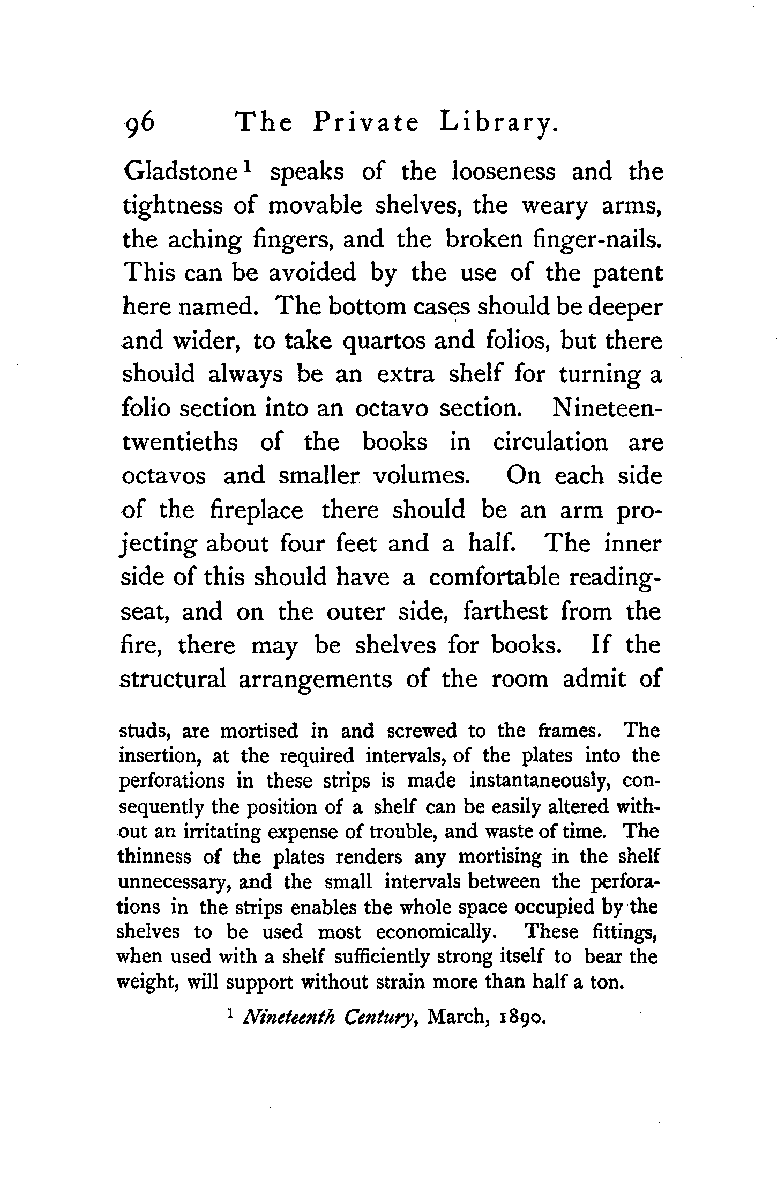 96 The Private Library.
Gladstone¹ speaks of the looseness and the
tightness of movable shelves, the weary arms,
the aching fingers, and the broken finger-nails.
This can be avoided by the use of the patent
here named. The bottom cases should be deeper
and wider, to take quartos and folios, but there
should always be an extra shelf for turning a
folio section into an octavo section. Nineteen-
twentieths of the books in circulation are
octavos and smaller volumes. On each side
of the fireplace there should be an arm pro-
jecting about four feet and a half. The inner
side of this should have a comfortable reading-
seat, and on the outer side, farthest from the
fire, there may be shelves for books. If the
structural arrangements of the room admit of
studs, are mortised in and screwed to the frames. The
insertion, at the required intervals, of the plates into the
perforations in these strips is made instantaneously, con-
sequently the position of a shelf can be easily altered with-
out an irritating expense of trouble, and waste of time. The
thinness of the plates renders any mortising in the shelf
unnecessary, and the small intervals between the perfora-
tions in the strips enables the whole space occupied by the
shelves to be used most economically. These fittings,
when used with a shelf sufficiently strong itself to bear the
weight, will support without strain more than half a ton.
¹ Nineteenth Century, March, 1890.